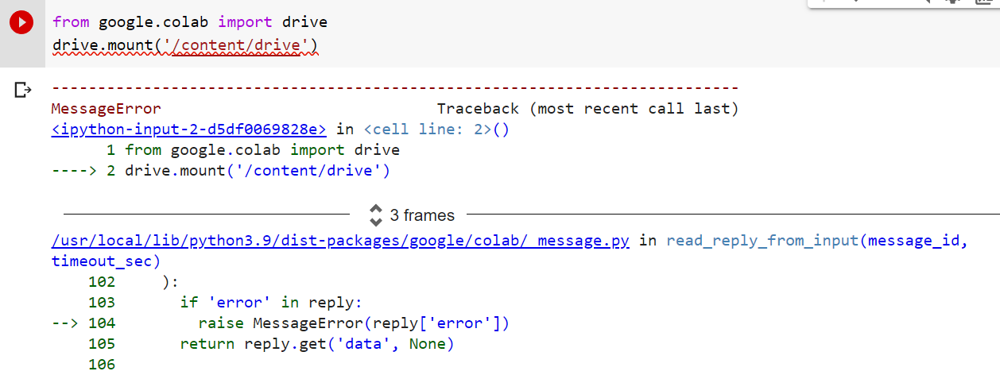 from google.colab import drive
drive.mount('/content/drive')
---------------------------------------------------------------------------
MessageError                              Traceback (most recent call last)
<ipython-input-2-d5df0069828e> in <cell line: 2>()
      1 from google.colab import drive
----> 2 drive.mount('/content/drive')
3 frames
/usr/local/lib/python3.9/dist-packages/google/colab/_message.py in read_reply_from_input(message_id,
timeout_sec)
    102     ):
    103       if 'error' in reply:
--> 104         raise MessageError(reply['error'])
    105       return reply.get('data', None)
    106